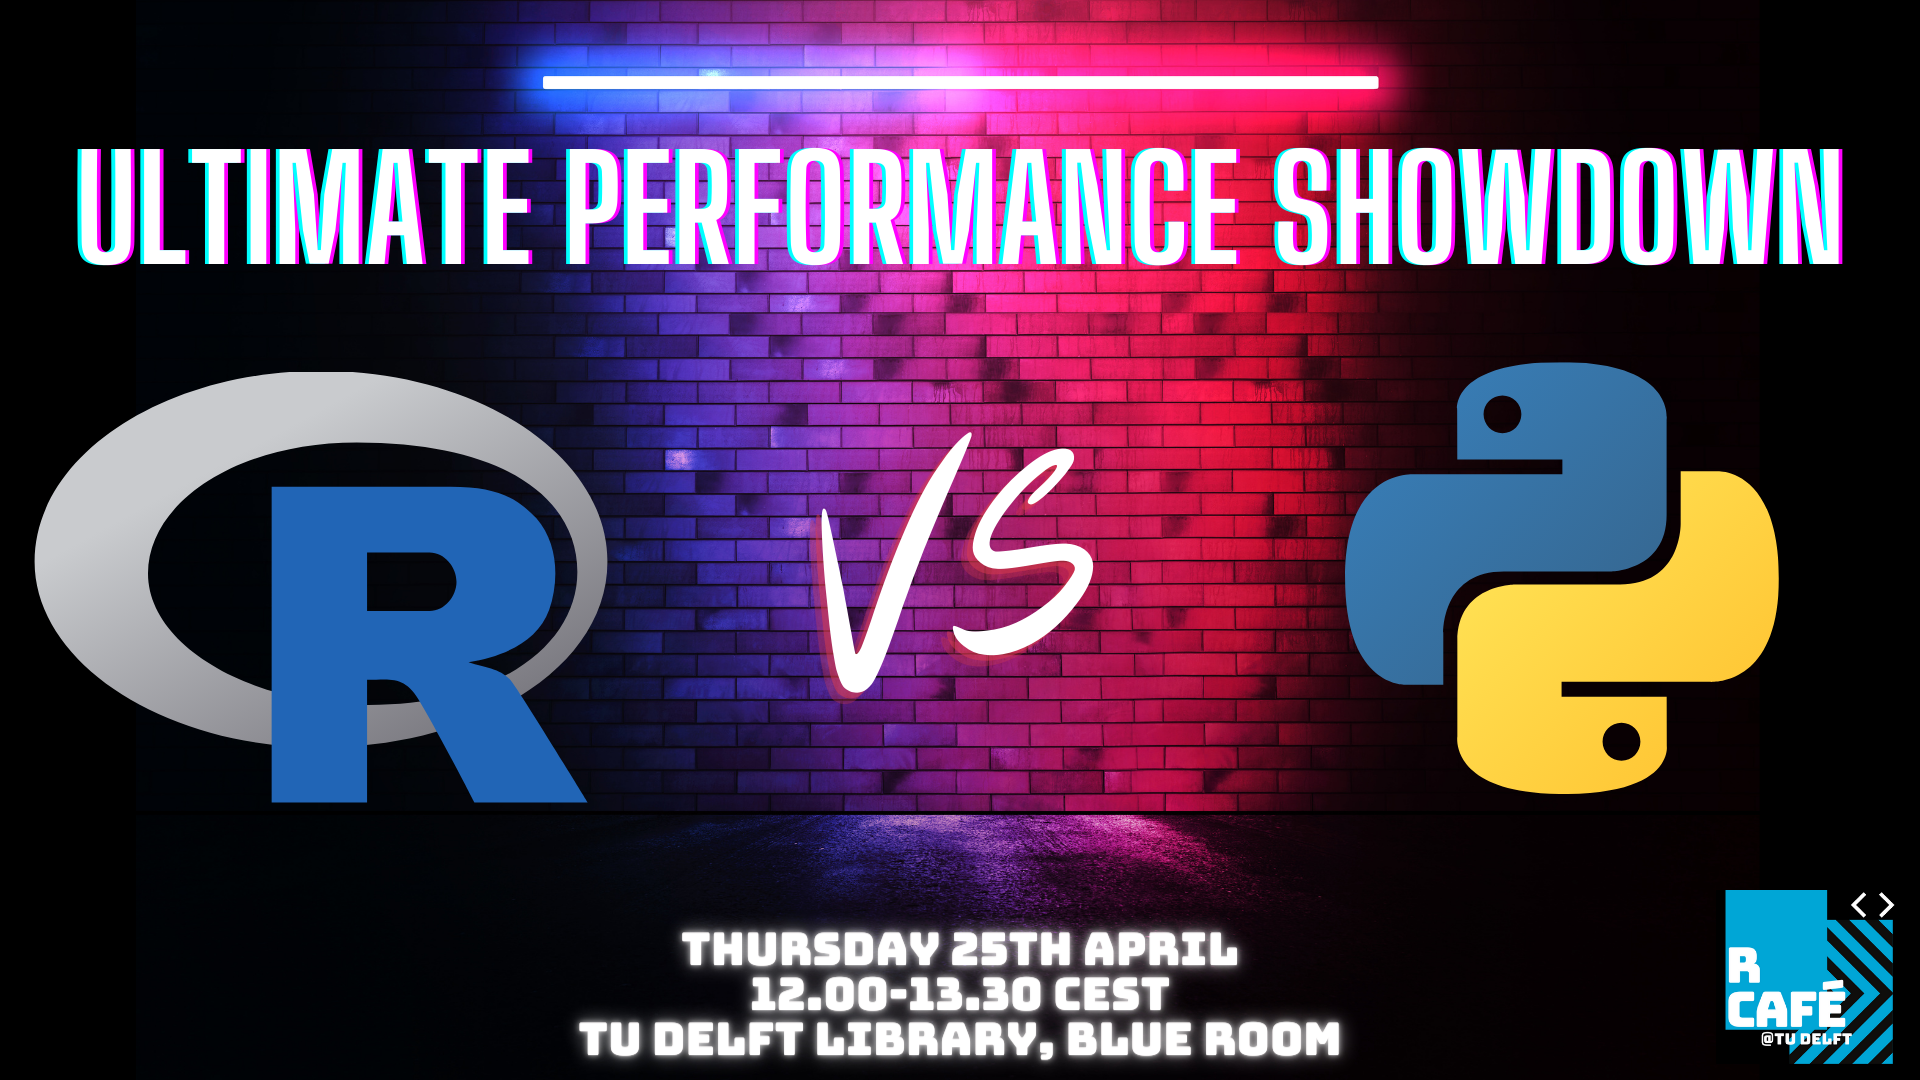 ULTIMATE PERFORMANCE SHOWDOWN
R
VS
THURSDAY 25TH APRIL
12.00-13.30 CEST
TU DELFT LIBRARY, BLUE ROOM
< >
R
CAFÉ
@TU DELFT